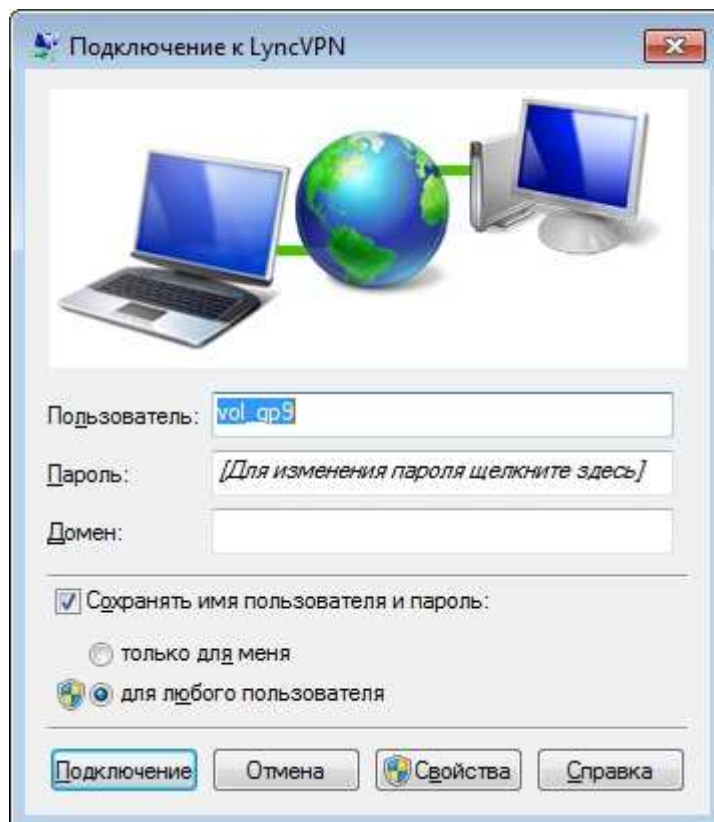 Подключение к LyncVPN
Пользователь: vol_gp9
Пароль: [Для изменения пароля щелкните здесь]
Домен:
Сохранять имя пользователя и пароль:
только для меня
для любого пользователя
Подключение Отмена Свойства Справка